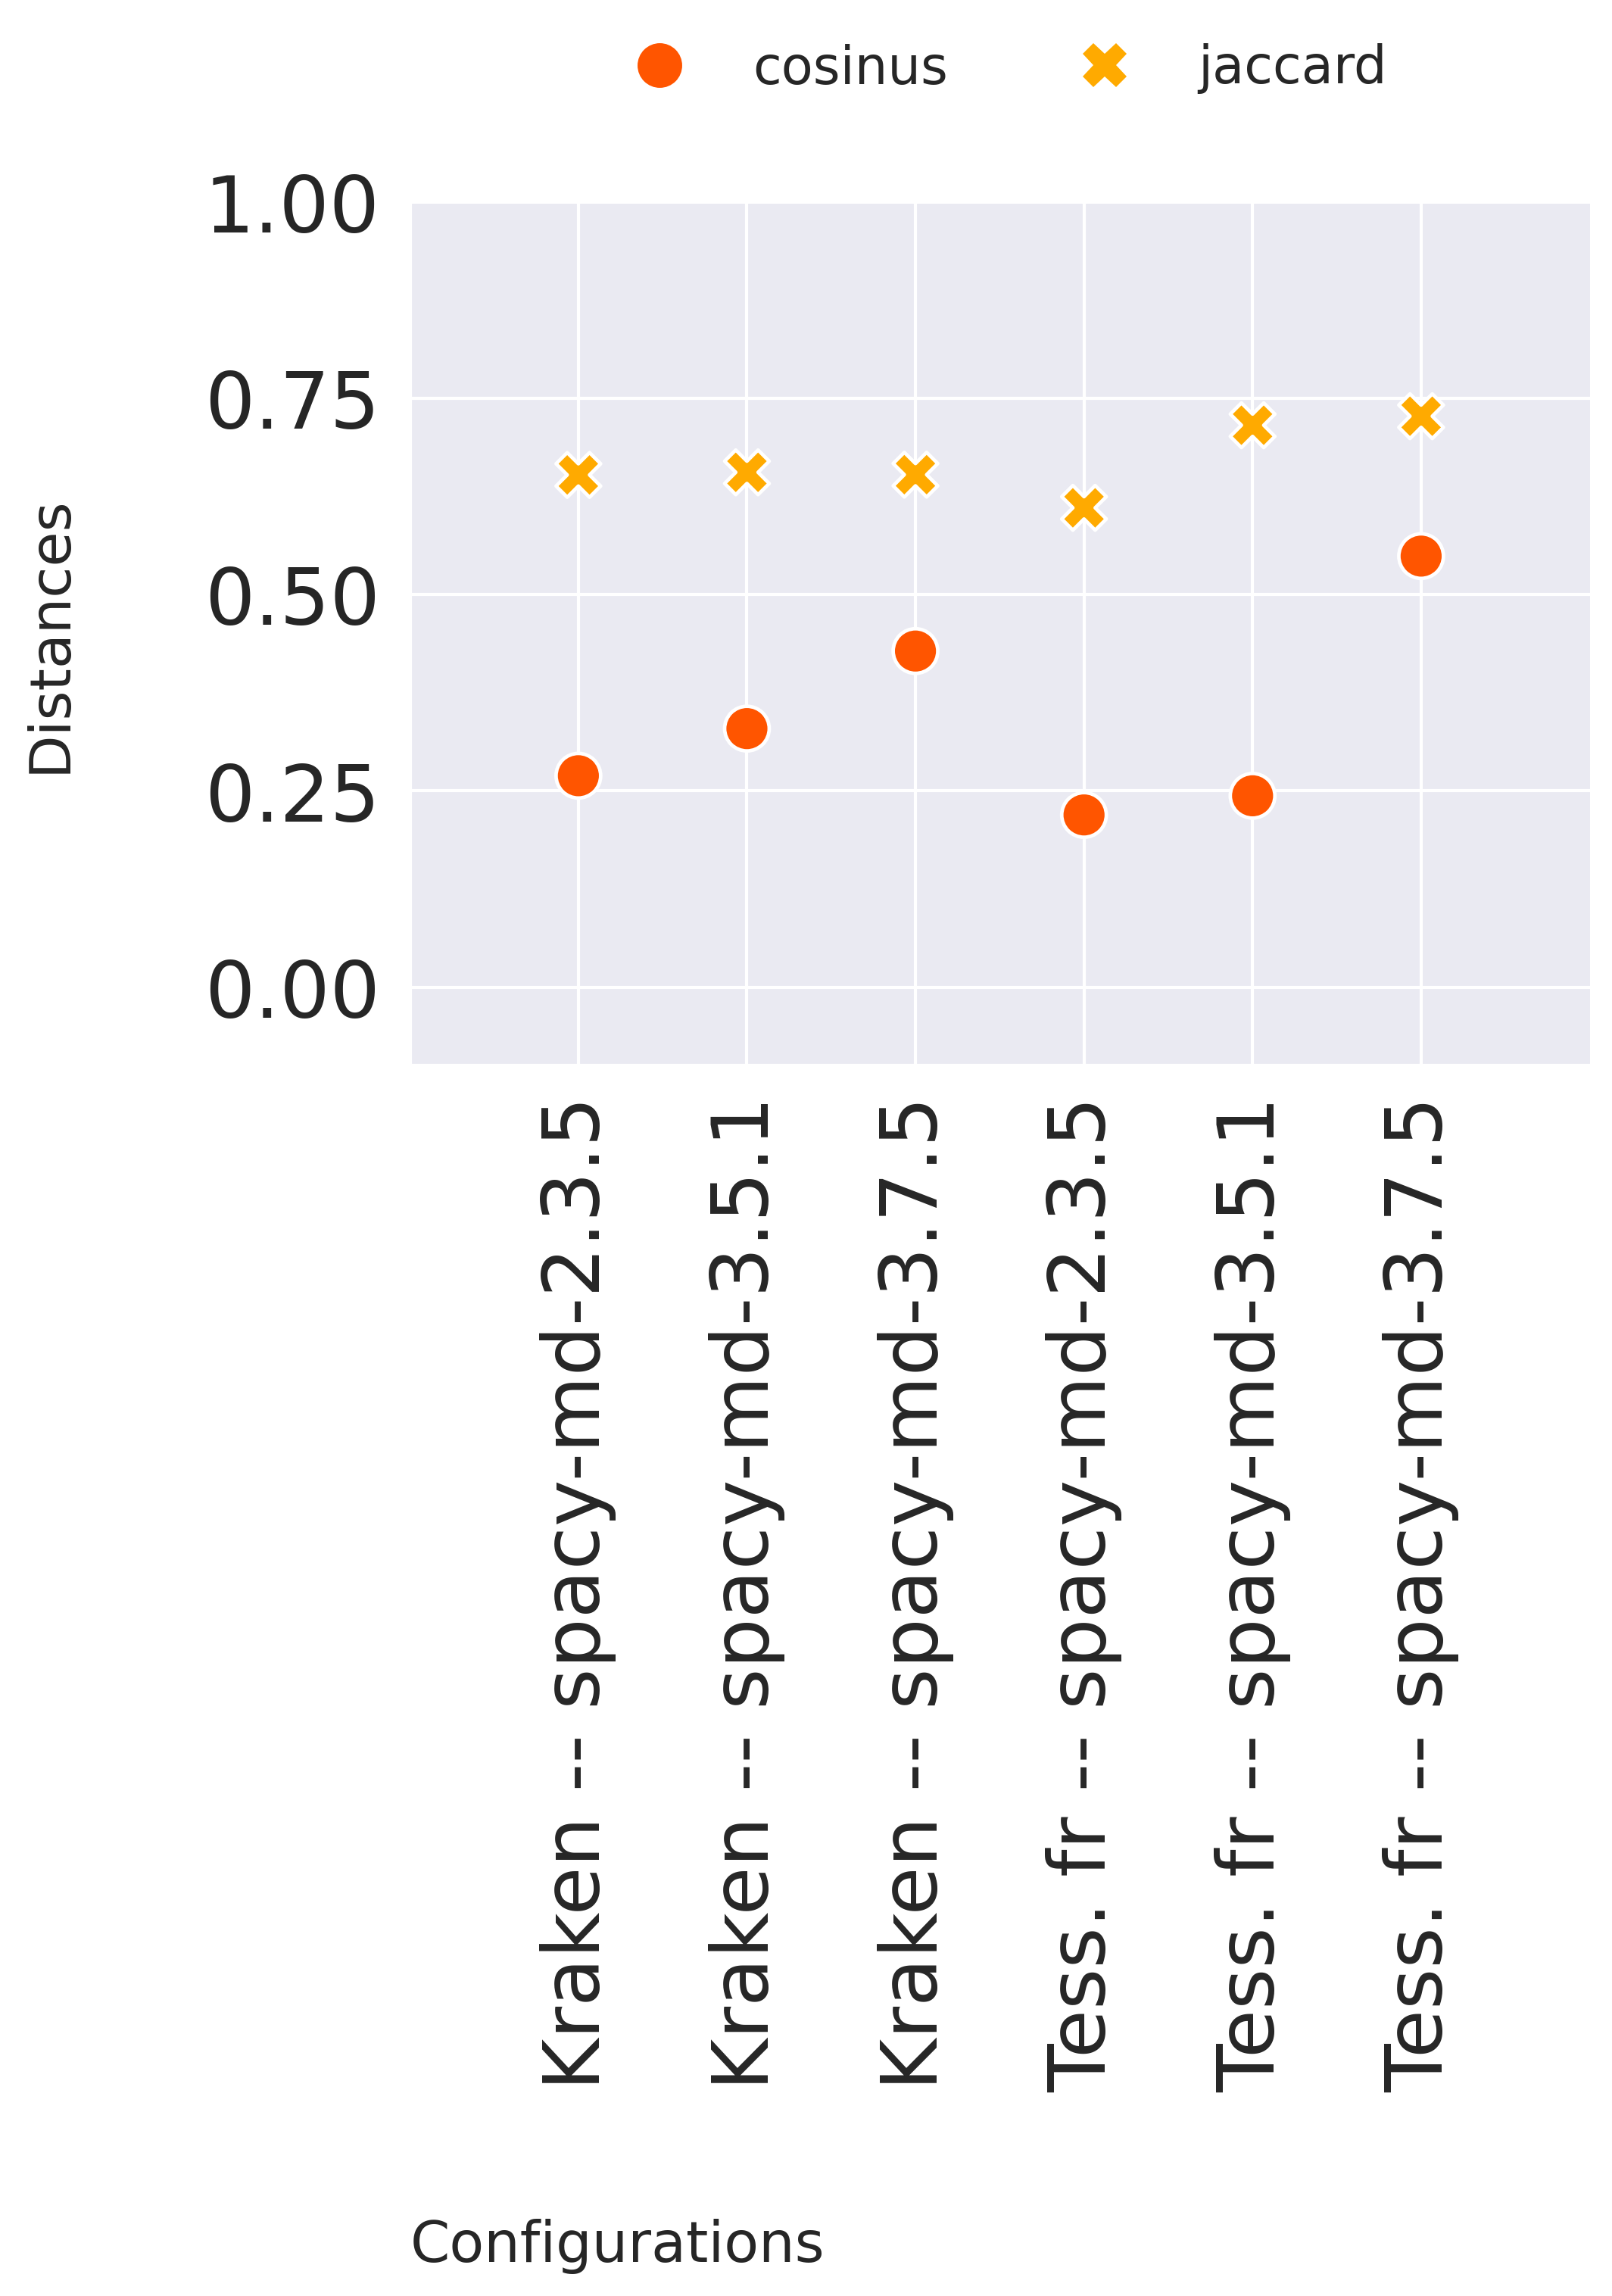 cosinus
jaccard
1.00
0.75
0.50
0.25
0.00
Distances
Kraken -- spacy-md-2.3.5
Kraken -- spacy-md-3.5.1
Kraken -- spacy-md-3.7.5
Tess. fr -- spacy-md-2.3.5
Tess. fr -- spacy-md-3.5.1
Tess. fr -- spacy-md-3.7.5
Configurations